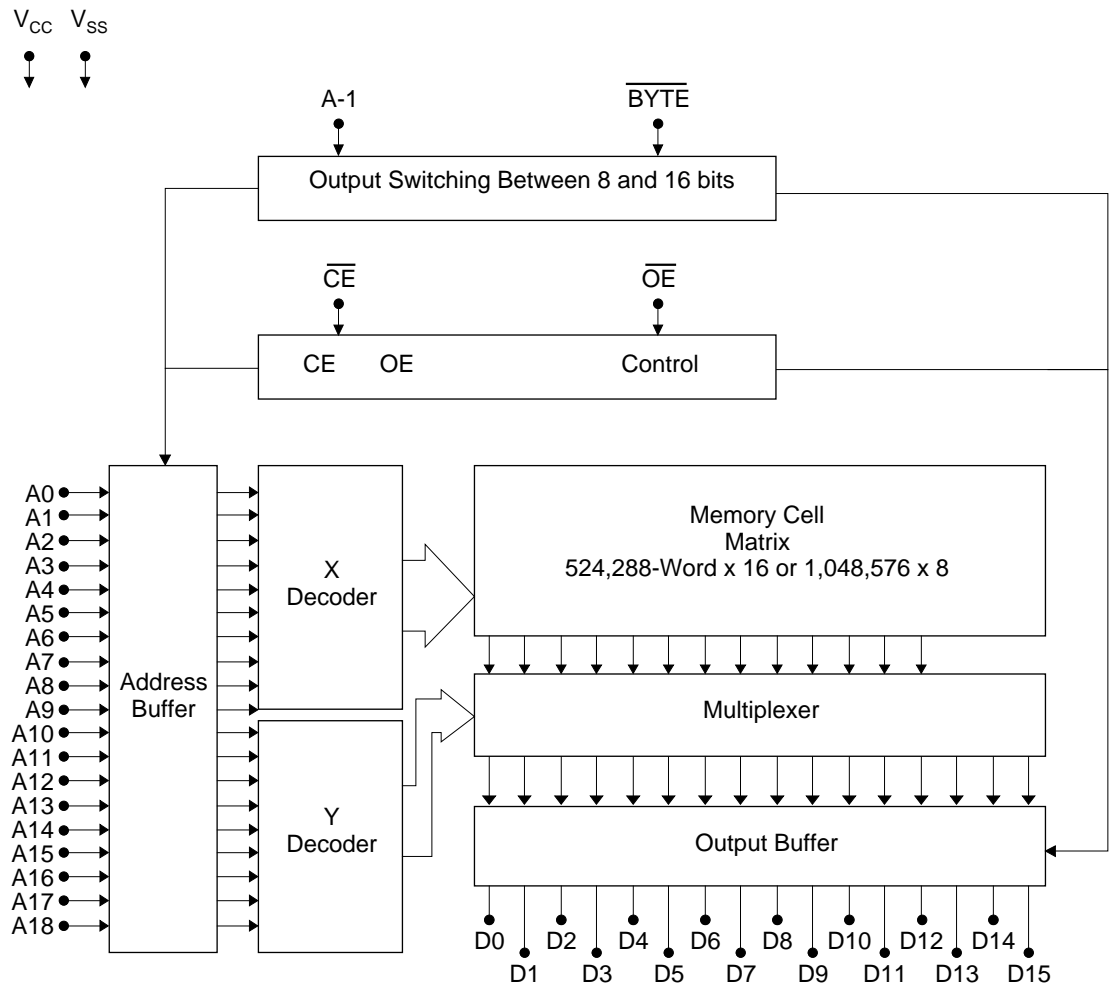 VCC VSS
A-1 BYTE
Output Switching Between 8 and 16 bits
CE OE
CE OE Control
A0
A1
A2
A3
A4
A5
A6
A7
A8
A9
A10
A11
A12
A13
A14
A15
A16
A17
A18
Address
Buffer
X
Decoder
Y
Decoder
Memory Cell
Matrix
524,288-Word x 16 or 1,048,576 x 8
Multiplexer
Output Buffer
D0 D2 D4 D6 D8 D10 D12 D14
D1 D3 D5 D7 D9 D11 D13 D15